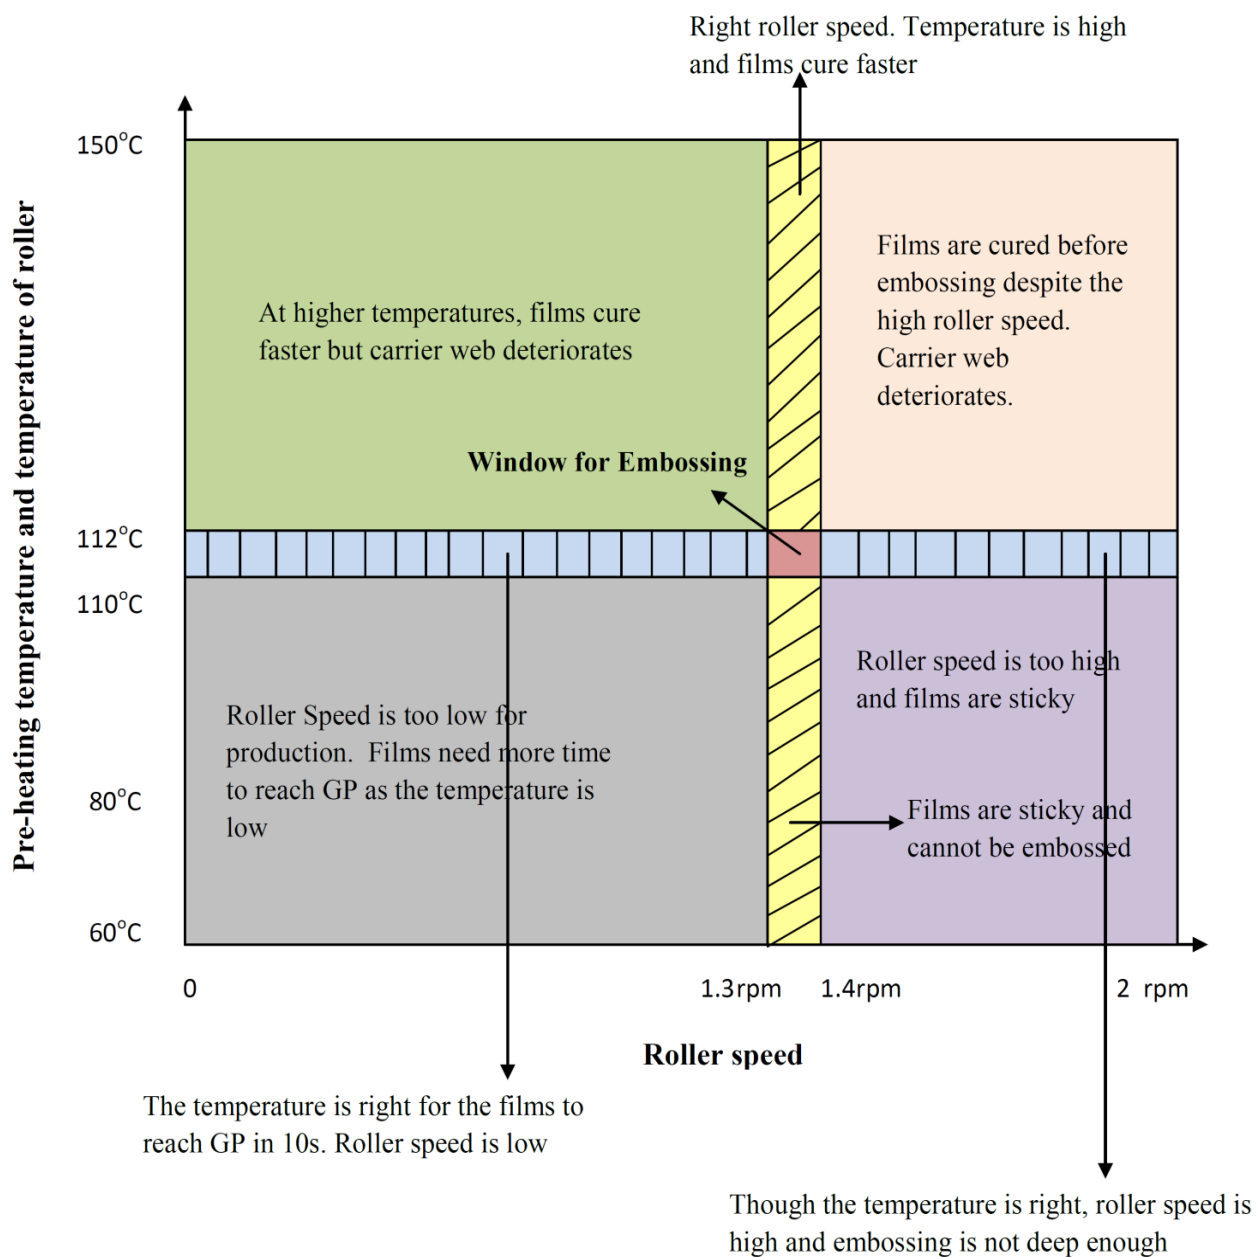 Right roller speed. Temperature is high
and films cure faster
150°C
Pre-heating temperature and temperature of roller
At higher temperatures, films cure
faster but carrier web deteriorates
Films are cured before
embossing despite the
high roller speed.
Carrier web
deteriorates.
Window for Embossing
112°C
110°C
Roller Speed is too low for
production.  Films need more time
to reach GP as the temperature is
low
Roller speed is too high
and films are sticky
80°C
Films are sticky and
cannot be embossed
60°C
0
1.3rpm
1.4rpm
2 rpm
Roller speed
The temperature is right for the films to
reach GP in 10s. Roller speed is low
Though the temperature is right, roller speed is
high and embossing is not deep enough